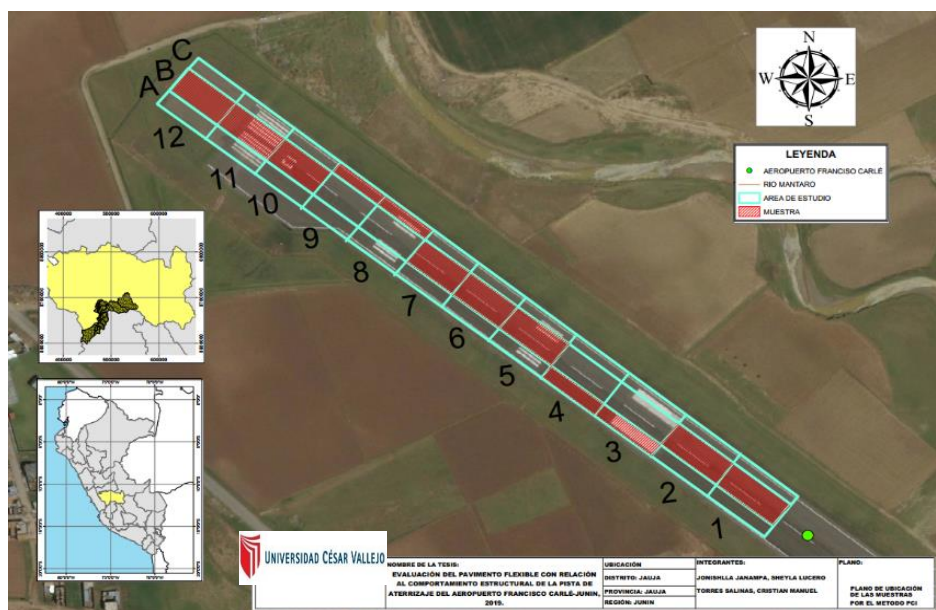 C
B
A
12
11
10
9
8
7
6
5
4
3
2
1
N
W
E
S
LEYENDA
AEROPUERTO FRANCISO CARLÉ
RIO MANTARO
AREA DE ESTUDIO
MUESTRA
UNIVERSIDAD CÉSAR VALLEJO
NOMBRE DE LA TESIS:
EVALUACIÓN DEL PAVIMENTO FLEXIBLE CON RELACIÓN
AL COMPORTAMIENTO ESTRUCTURAL DE LA PISTA DE
ATERRIZAJE DEL AEROPUERTO FRANCISCO CARLÉ-JUNIN,
2019.
UBICACIÓN
DISTRITO: JAUJA
PROVINCIA: JAUJA
REGIÓN: JUNIN
INTEGRANTES:
JONISHLLA JANAMPA, SHEYLA LUCERO
TORRES SALINAS, CRISTIAN MANUEL
PLANO:
PLANO DE UBICACIÓN
DE LAS MUESTRAS
POR EL METODO PCI